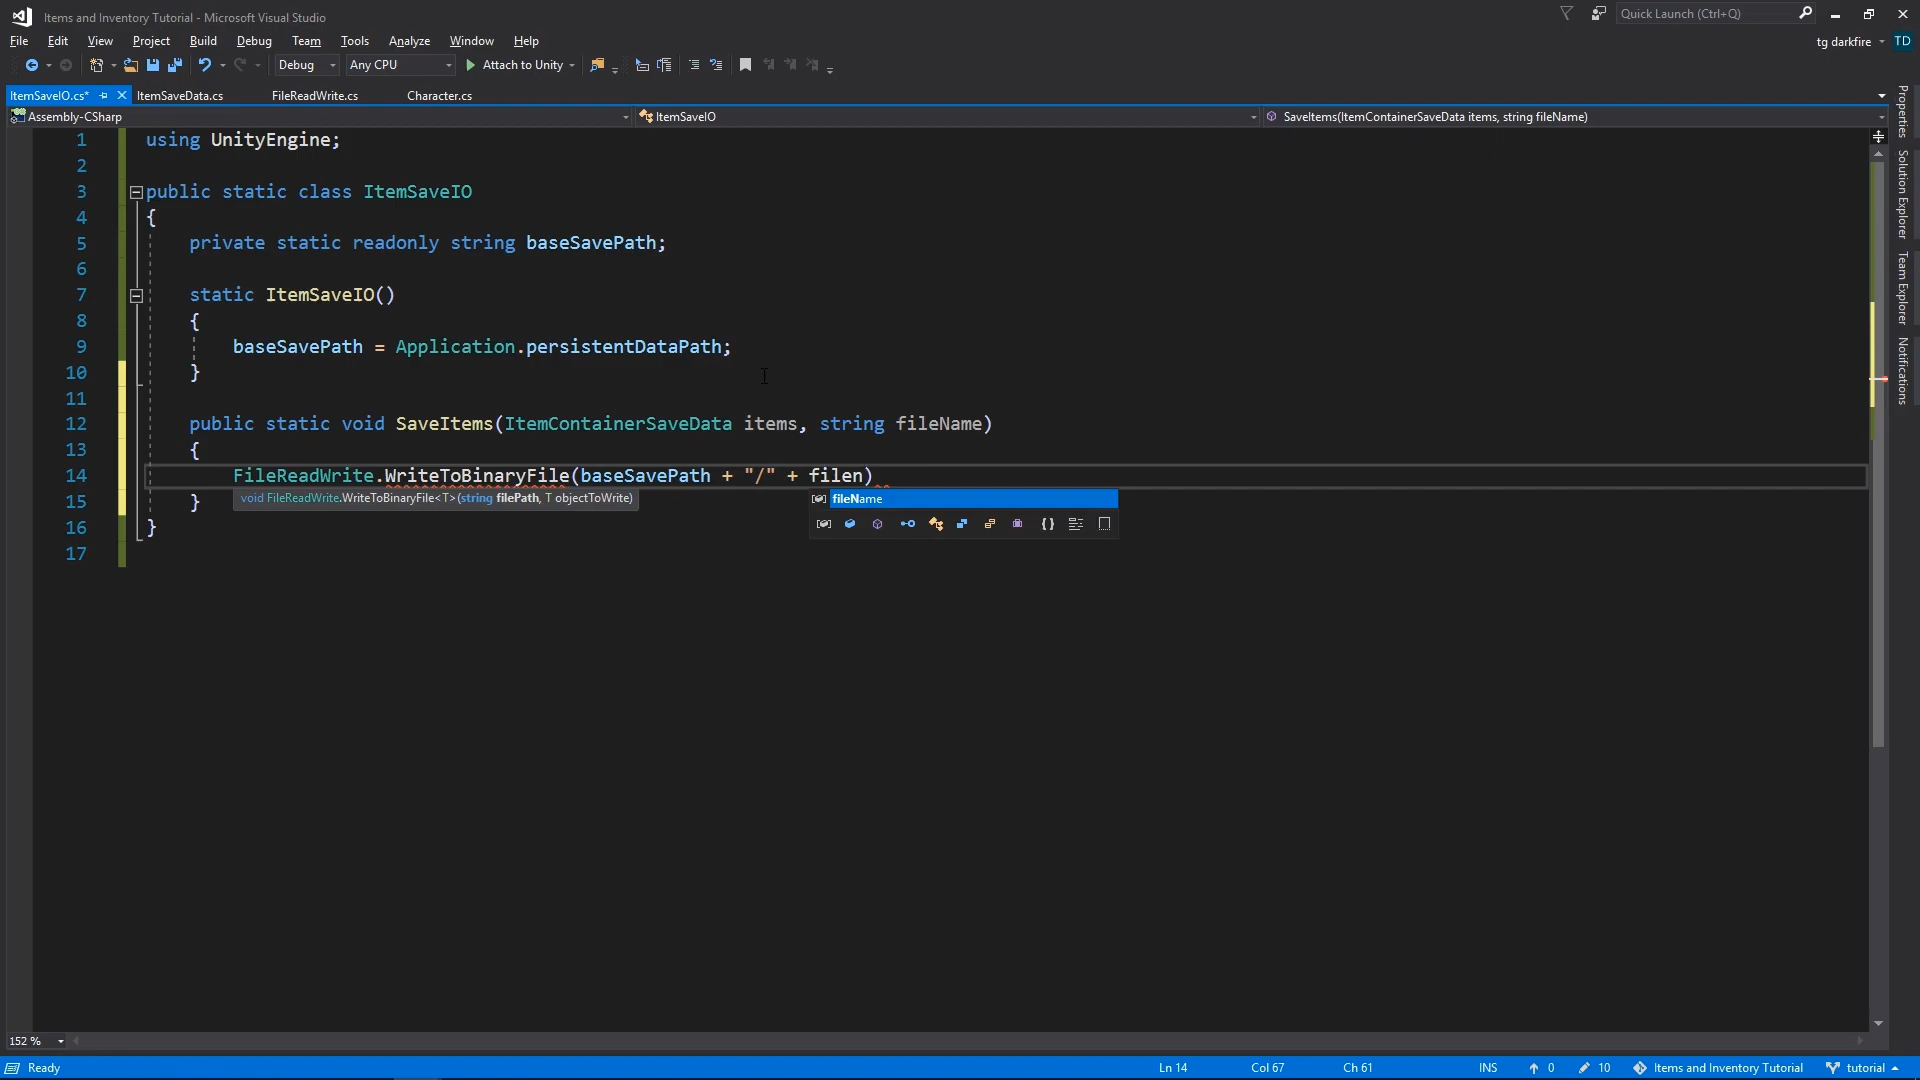 Items and Inventory Tutorial - Microsoft Visual Studio
Quick Launch (Ctrl+Q)
File Edit View Project Build Debug Team Tools Analyze Window Help
tg darkfire TD
Debug Any CPU Attach to Unity
ItemSaveIO.cs* ItemSaveData.cs FileReadWrite.cs Character.cs
Assembly-CSharp ItemSaveIO SaveItems(ItemContainerSaveData items, string fileName)
1 using UnityEngine;
2
3 public static class ItemSaveIO
4 {
5 private static readonly string baseSavePath;
6
7 static ItemSaveIO()
8 {
9 baseSavePath = Application.persistentDataPath;
10 }
11
12 public static void SaveItems(ItemContainerSaveData items, string fileName)
13 {
14 FileReadWrite.WriteToBinaryFile(baseSavePath + "/" + filen)
void FileReadWrite.WriteToBinaryFile<T>(string filePath, T objectToWrite)
fileName
15 }
16 }
17
Properties
Solution Explorer
Team Explorer
Notifications
152 %
Ready Ln 14 Col 67 Ch 61 INS 0 10 Items and Inventory Tutorial tutorial